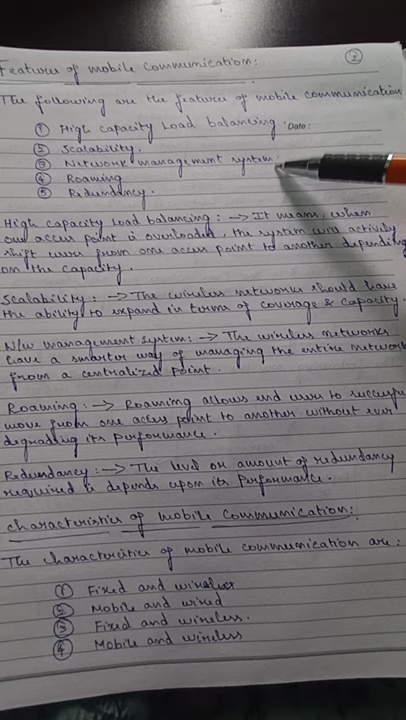 ②
Features of mobile communication:
The following are the features of mobile communication
① High capacity Load balancing Date:
② Scalability.
③ Network management system.
④ Roaming
⑤ Redundancy.
High capacity Load balancing: → It means, when
one access point is overloaded, the system will actively
shift users from one access point to another depending
on the capacity.
Scalability: → The wireless networks should have
the ability to expand in terms of coverage & capacity.
N/w management system: → The wireless networks
have a smarter way of managing the entire network
from a centralized point.
Roaming: → Roaming allows end user to
move from one access point to another without ever
degrading its performance.
Redundancy: → The level or amount of redundancy
required is depends upon its performance.
characteristics of mobile communication:
The characteristics of mobile communication are:
① Fixed and
② Mobile and wired
③ Fixed and wireless.
④ Mobile and wireless